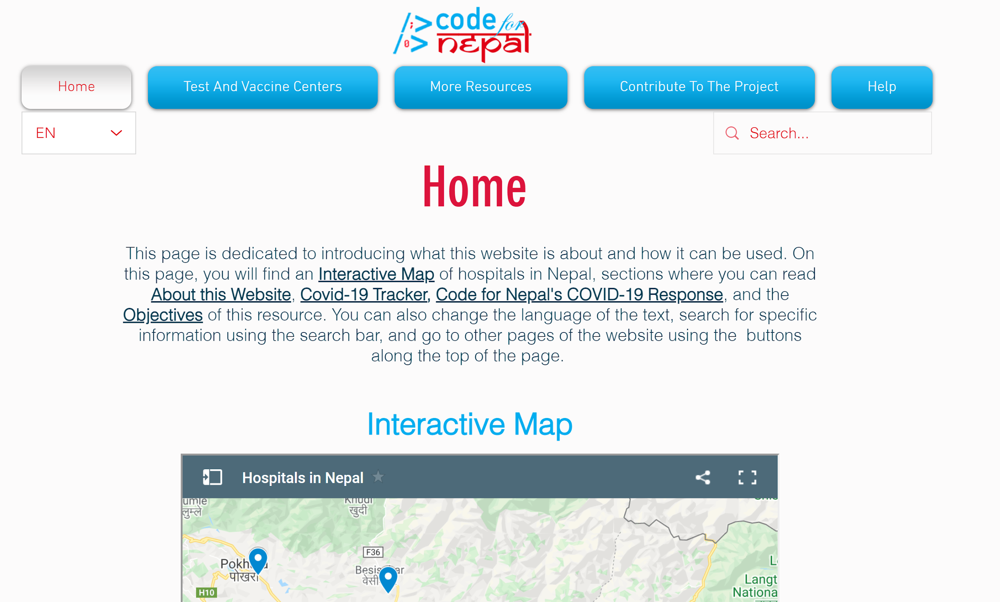 code for
nepal
Home
Test And Vaccine Centers
More Resources
Contribute To The Project
Help
EN
Search...
Home
This page is dedicated to introducing what this website is about and how it can be used. On
this page, you will find an Interactive Map of hospitals in Nepal, sections where you can read
About this Website, Covid-19 Tracker, Code for Nepal's COVID-19 Response, and the
Objectives of this resource. You can also change the language of the text, search for specific
information using the search bar, and go to other pages of the website using the  buttons
along the top of the page.
Interactive Map
Hospitals in Nepal
umle
लुम्ले
Khudi
खुदी
F36
पोखरा
H10
Langt
Nationa